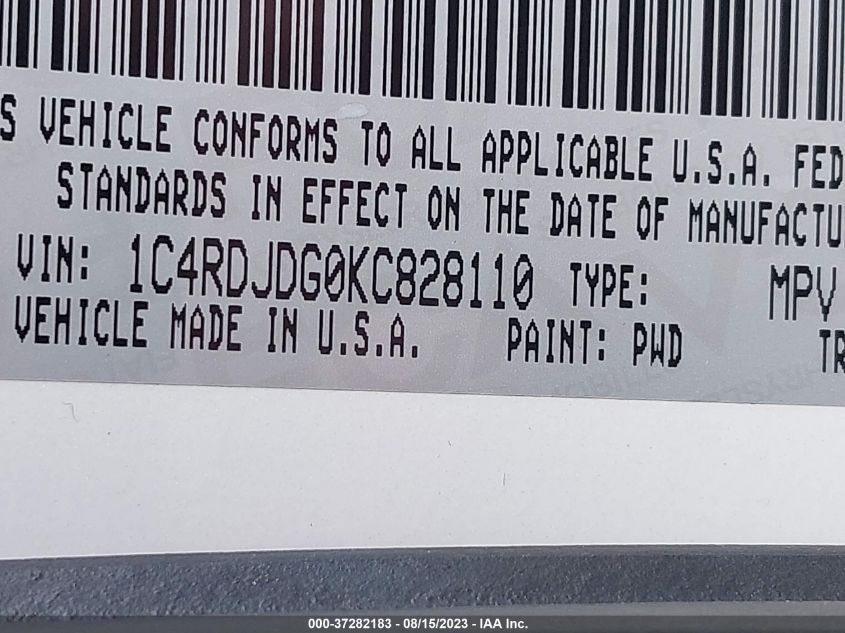 S VEHICLE CONFORMS TO ALL APPLICABLE U.S.A. FED
STANDARDS IN EFFECT ON THE DATE OF MANUFACTU
VIN: 1C4RDJDG0KC828110 TYPE: MPV
VEHICLE MADE IN U.S.A. PAINT: PWD TR
000-37282183 - 08/15/2023 - IAA Inc.